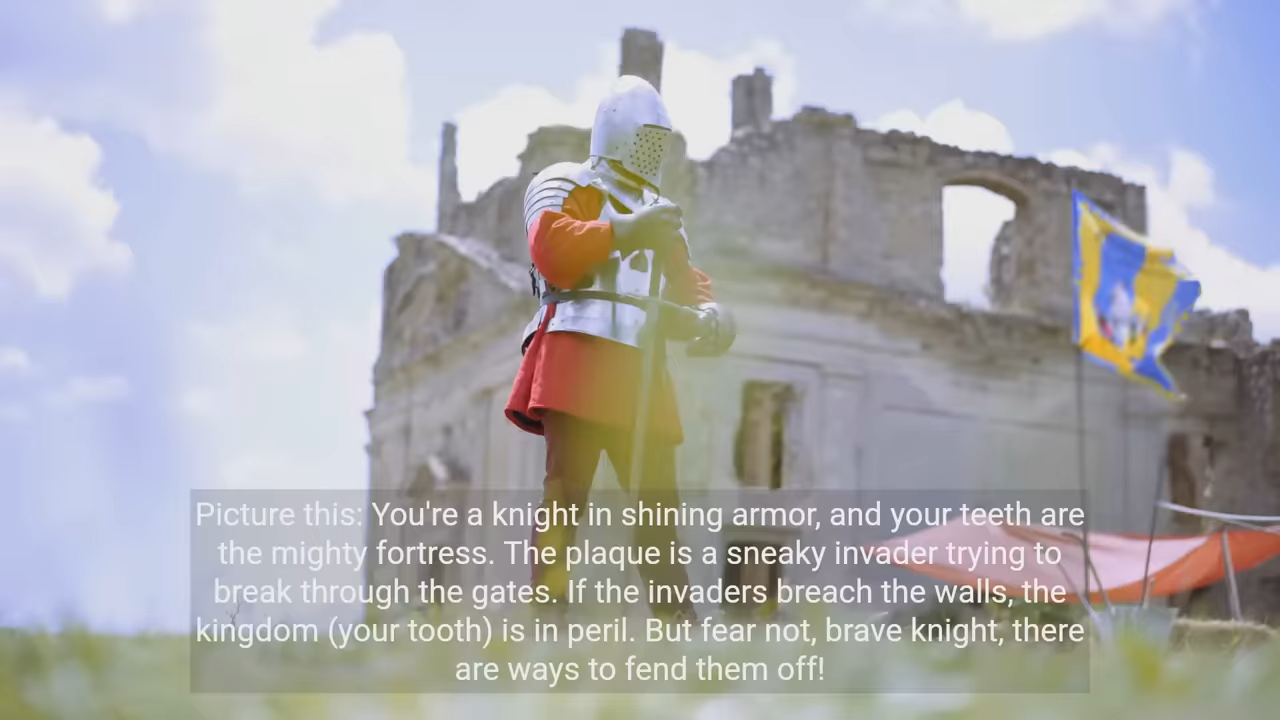 Picture this: You're a knight in shining armor, and your teeth are
the mighty fortress. The plaque is a sneaky invader trying to
break through the gates. If the invaders breach the walls, the
kingdom (your tooth) is in peril. But fear not, brave knight, there
are ways to fend them off!